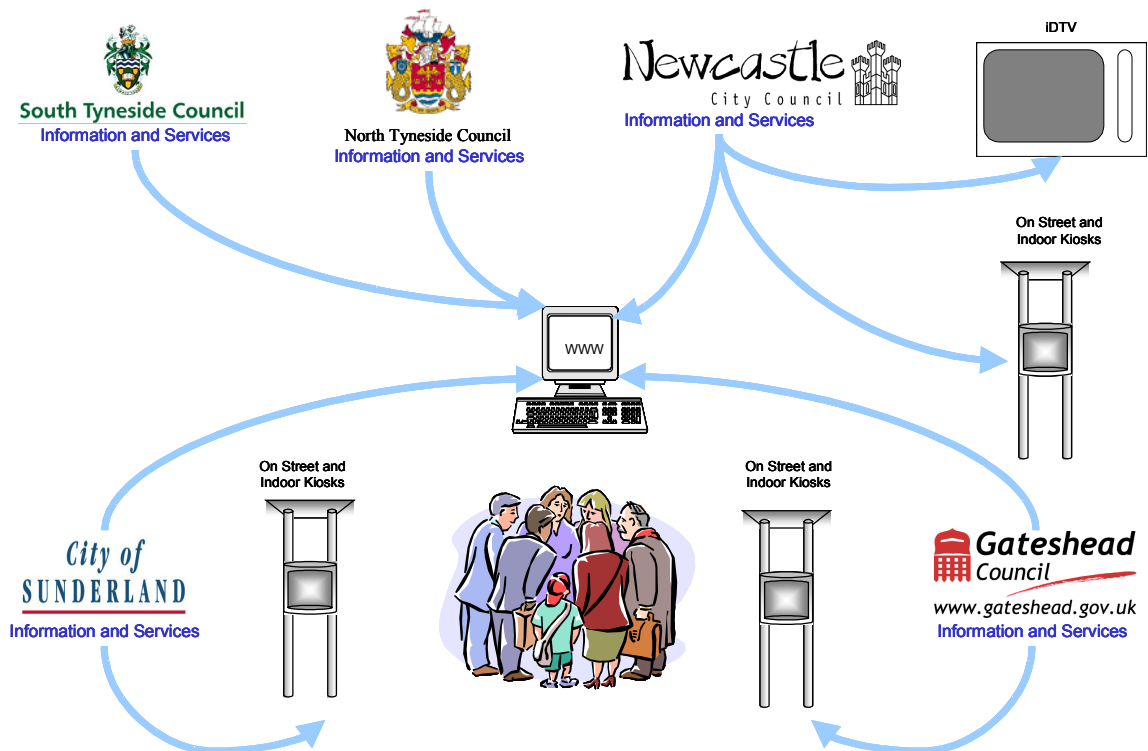 South Tyneside Council
Information and Services
North Tyneside Council
Information and Services
Newcastle
City Council
Information and Services
iDTV
On Street and
Indoor Kiosks
www
On Street and
Indoor Kiosks
On Street and
Indoor Kiosks
City of
SUNDERLAND
Information and Services
Gateshead
Council
www.gateshead.gov.uk
Information and Services